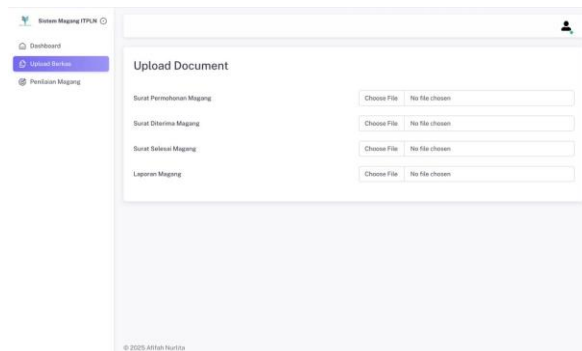 Sistem Magang ITPLN
Dashboard
Upload Berkas
Penilaian Magang
Upload Document
Surat Permohonan Magang
Choose File No file chosen
Surat Diterima Magang
Choose File No file chosen
Surat Selesai Magang
Choose File No file chosen
Laporan Magang
Choose File No file chosen
© 2025 Afifah Nurlita